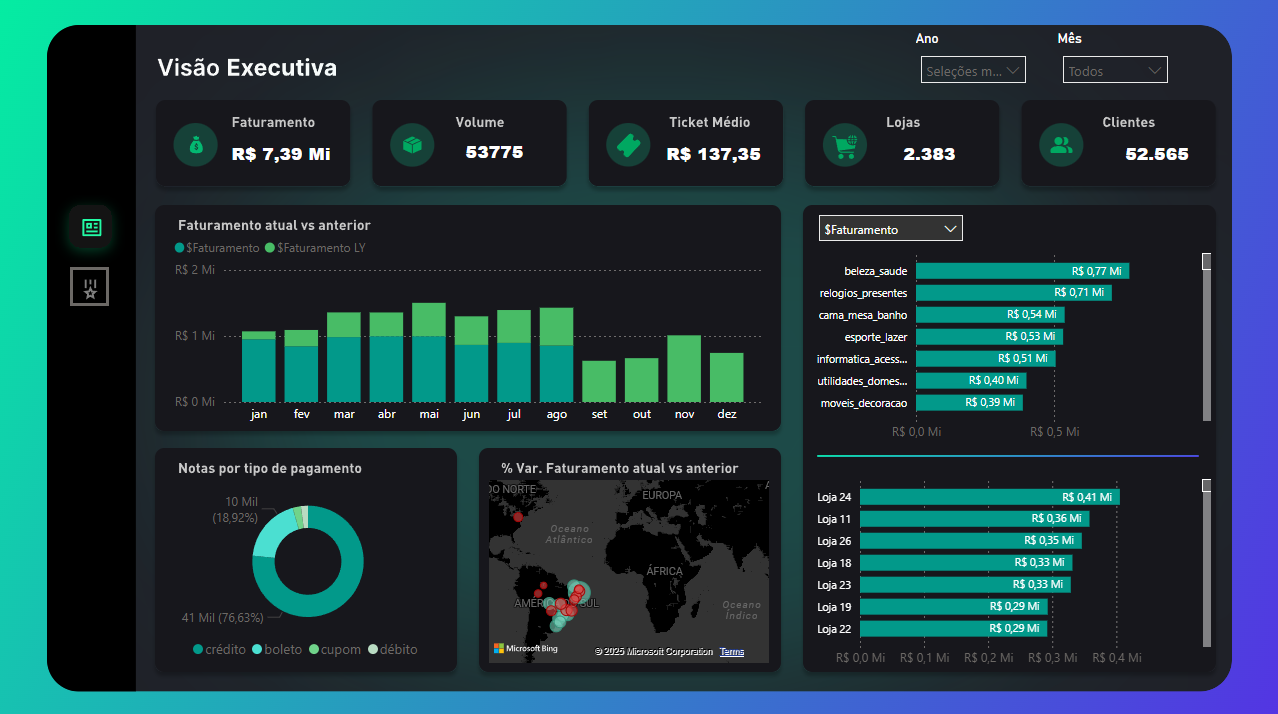 Visão Executiva
Ano
Mês
Seleções m...
Todos
Faturamento
R$ 7,39 Mi
Volume
53775
Ticket Médio
R$ 137,35
Lojas
2.383
Clientes
52.565
Faturamento atual vs anterior
$Faturamento $Faturamento LY
R$ 2 Mi
R$ 1 Mi
R$ 0 Mi
jan fev mar abr mai jun jul ago set out nov dez
$Faturamento
beleza_saude R$ 0,77 Mi
relogios_presentes R$ 0,71 Mi
cama_mesa_banho R$ 0,54 Mi
esporte_lazer R$ 0,53 Mi
informatica_acess... R$ 0,51 Mi
utilidades_domes... R$ 0,40 Mi
moveis_decoracao R$ 0,39 Mi
R$ 0,0 Mi R$ 0,5 Mi
Notas por tipo de pagamento
10 Mil
(18,92%)
41 Mil (76,63%)
crédito boleto cupom débito
% Var. Faturamento atual vs anterior
DO NORTE
EUROPA
Oceano
Atlântico
ÁFRICA
AMÉRICA DO SUL
Oceano
Índico
Microsoft Bing
© 2025 Microsoft Corporation Terms
Loja 24 R$ 0,41 Mi
Loja 11 R$ 0,36 Mi
Loja 26 R$ 0,35 Mi
Loja 18 R$ 0,33 Mi
Loja 23 R$ 0,33 Mi
Loja 19 R$ 0,29 Mi
Loja 22 R$ 0,29 Mi
R$ 0,0 Mi R$ 0,1 Mi R$ 0,2 Mi R$ 0,3 Mi R$ 0,4 Mi